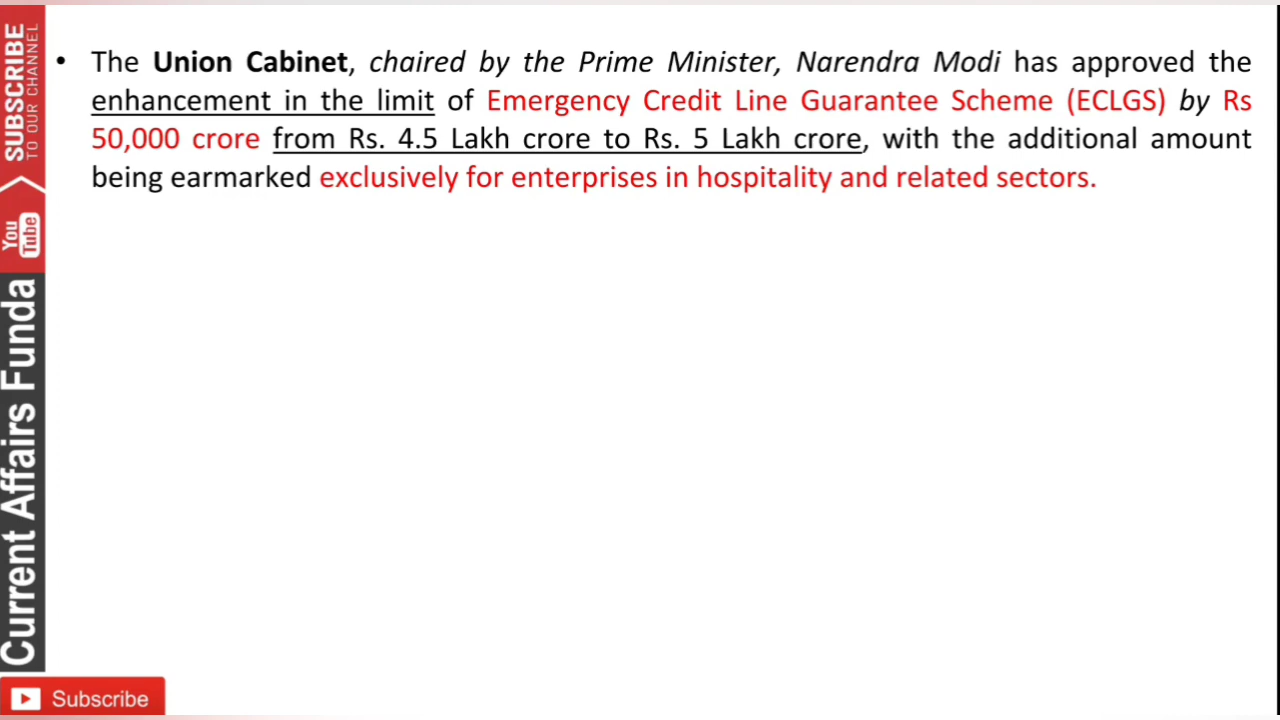 • The Union Cabinet, chaired by the Prime Minister, Narendra Modi has approved the
enhancement in the limit of Emergency Credit Line Guarantee Scheme (ECLGS) by Rs
50,000 crore from Rs. 4.5 Lakh crore to Rs. 5 Lakh crore, with the additional amount
being earmarked exclusively for enterprises in hospitality and related sectors.
SUBSCRIBE
TO OUR CHANNEL
You
Tube
Current Affairs Funda
Subscribe